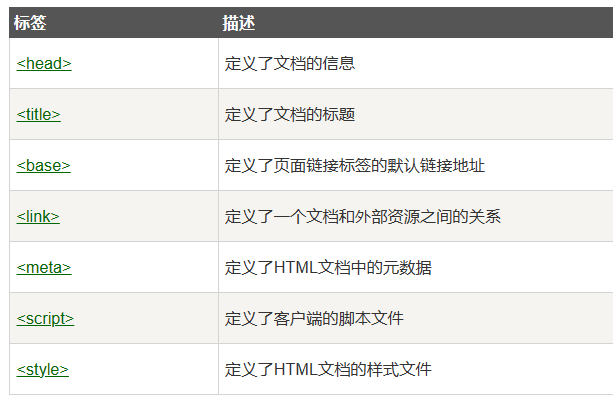 标签 描述
<head> 定义了文档的信息
<title> 定义了文档的标题
<base> 定义了页面链接标签的默认链接地址
<link> 定义了一个文档和外部资源之间的关系
<meta> 定义了HTML文档中的元数据
<script> 定义了客户端的脚本文件
<style> 定义了HTML文档的样式文件